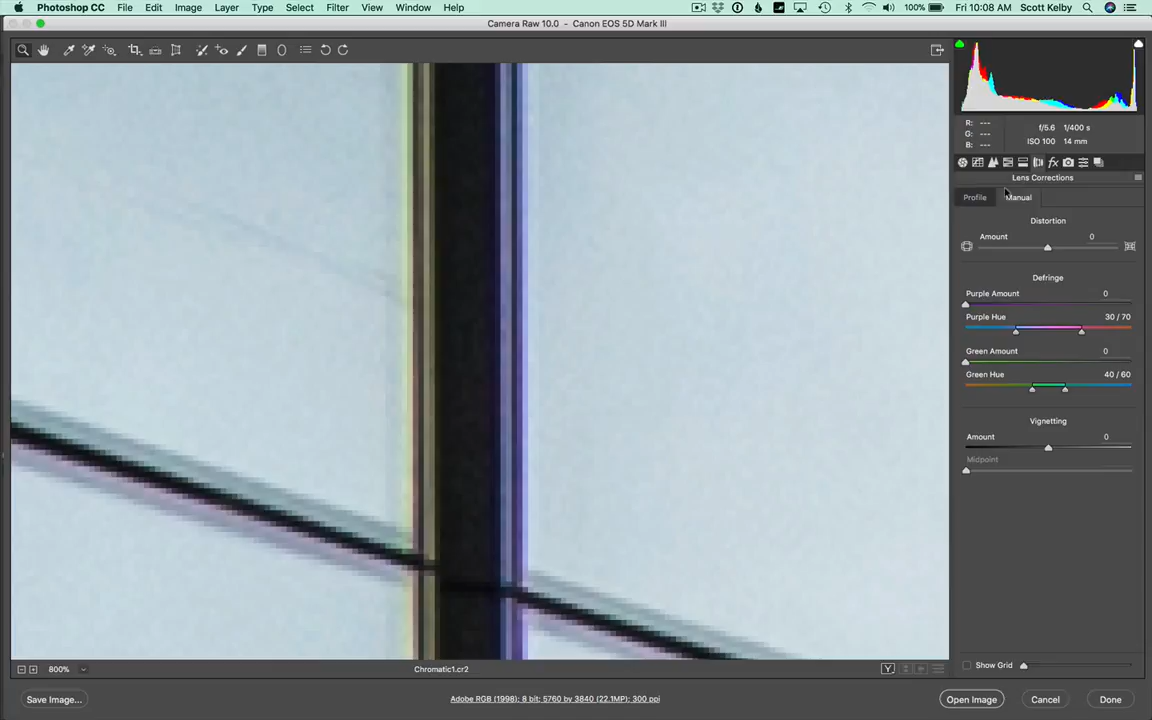 Photoshop CC File Edit Image Layer Type Select Filter View Window Help 100% Fri 10:08 AM Scott Kelby
Camera Raw 10.0 - Canon EOS 5D Mark III
R: ---
G: ---
B: ---
f/5.6 1/400 s
ISO 100 14 mm
Lens Corrections
Profile Manual
Distortion
Amount 0
Defringe
Purple Amount 0
Purple Hue 30 / 70
Green Amount 0
Green Hue 40 / 60
Vignetting
Amount 0
Midpoint
Show Grid
800% Chromatic1.cr2 Y
Save Image... Adobe RGB (1998); 8 bit; 5760 by 3840 (22.1MP); 300 ppi Open Image Cancel Done